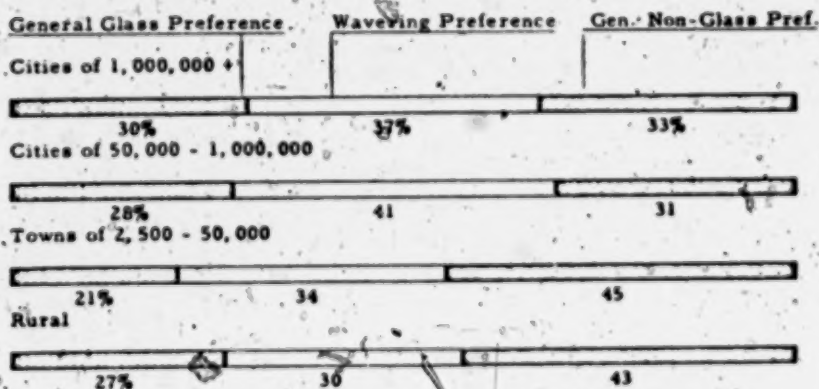 General Glass Preference Wavering Preference Gen. Non-Glass Pref.
Cities of 1,000,000 +
30% 37% 33%
Cities of 50,000 - 1,000,000
28% 41 31
Towns of 2,500 - 50,000
21% 34 45
Rural
27% 30 43